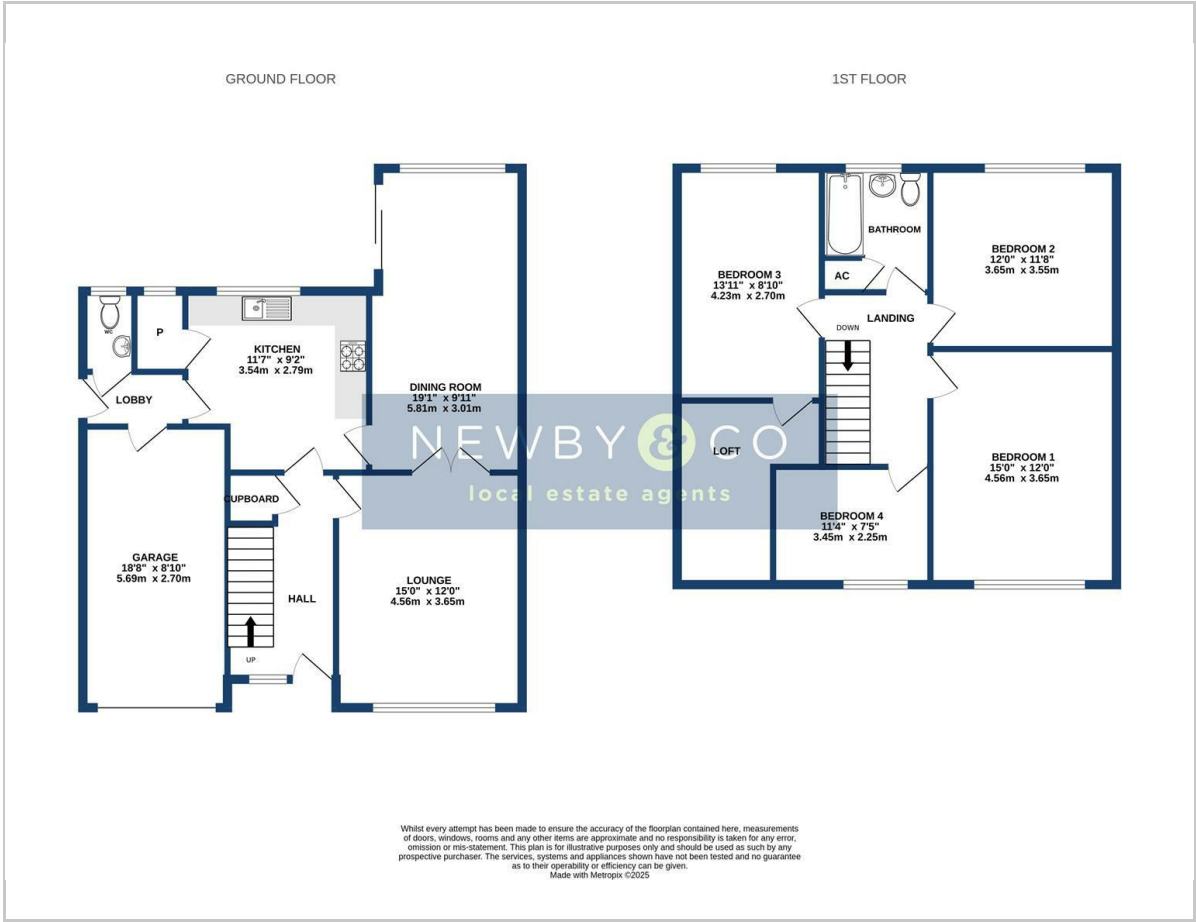 GROUND FLOOR
1ST FLOOR
WC
P
KITCHEN
11'7" x 9'2"
3.54m x 2.79m
LOBBY
DINING ROOM
19'1" x 9'11"
5.81m x 3.01m
CUPBOARD
GARAGE
18'8" x 8'10"
5.69m x 2.70m
HALL
UP
LOUNGE
15'0" x 12'0"
4.56m x 3.65m
BATHROOM
BEDROOM 2
12'0" x 11'8"
3.65m x 3.55m
BEDROOM 3
13'11" x 8'10"
4.23m x 2.70m
AC
LANDING
DOWN
LOFT
BEDROOM 1
15'0" x 12'0"
4.56m x 3.65m
BEDROOM 4
11'4" x 7'5"
3.45m x 2.25m
NEWBY & CO
local estate agents
Whilst every attempt has been made to ensure the accuracy of the floorplan contained here, measurements
of doors, windows, rooms and any other items are approximate and no responsibility is taken for any error,
omission or mis-statement. This plan is for illustrative purposes only and should be used as such by any
prospective purchaser. The services, systems and appliances shown have not been tested and no guarantee
as to their operability or efficiency can be given.
Made with Metropix ©2025